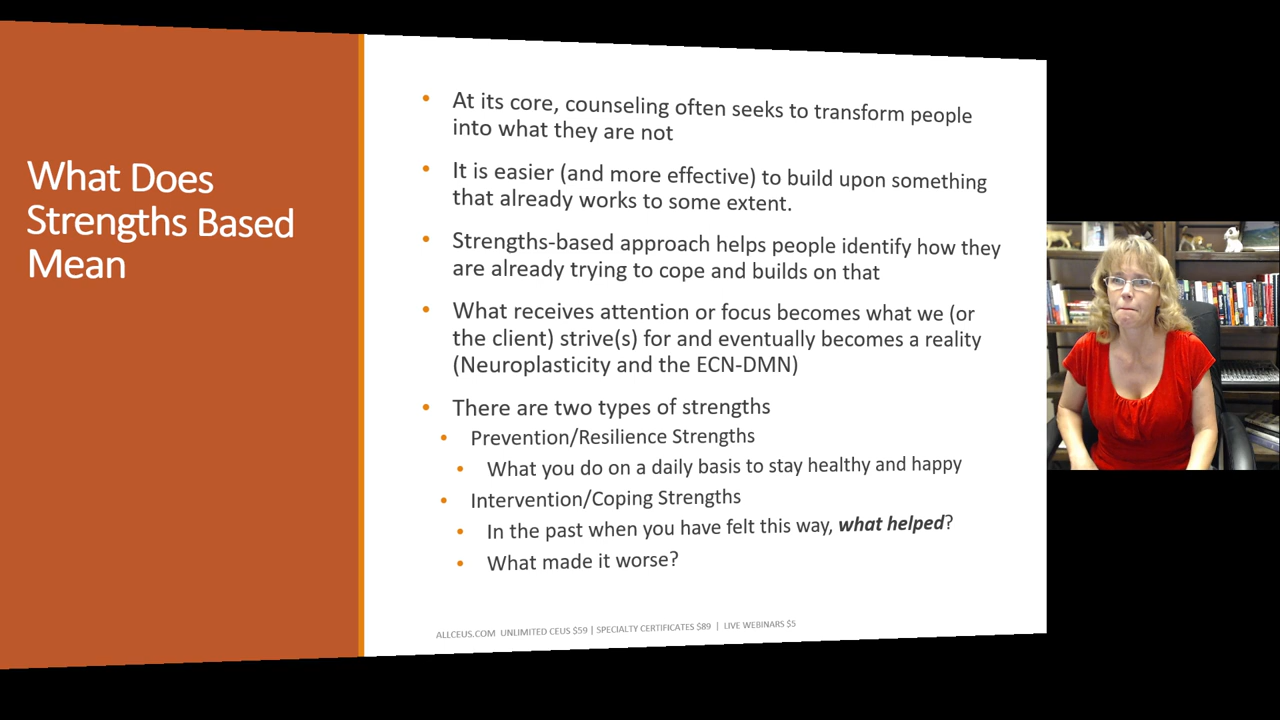 What Does
Strengths Based
Mean
• At its core, counseling often seeks to transform people
into what they are not
• It is easier (and more effective) to build upon something
that already works to some extent.
• Strengths-based approach helps people identify how they
are already trying to cope and builds on that
• What receives attention or focus becomes what we (or
the client) strive(s) for and eventually becomes a reality
(Neuroplasticity and the ECN-DMN)
• There are two types of strengths
• Prevention/Resilience Strengths
• What you do on a daily basis to stay healthy and happy
• Intervention/Coping Strengths
• In the past when you have felt this way, what helped?
• What made it worse?
ALLCEUS.COM UNLIMITED CEUS $59 | SPECIALTY CERTIFICATES $89 | LIVE WEBINARS $5